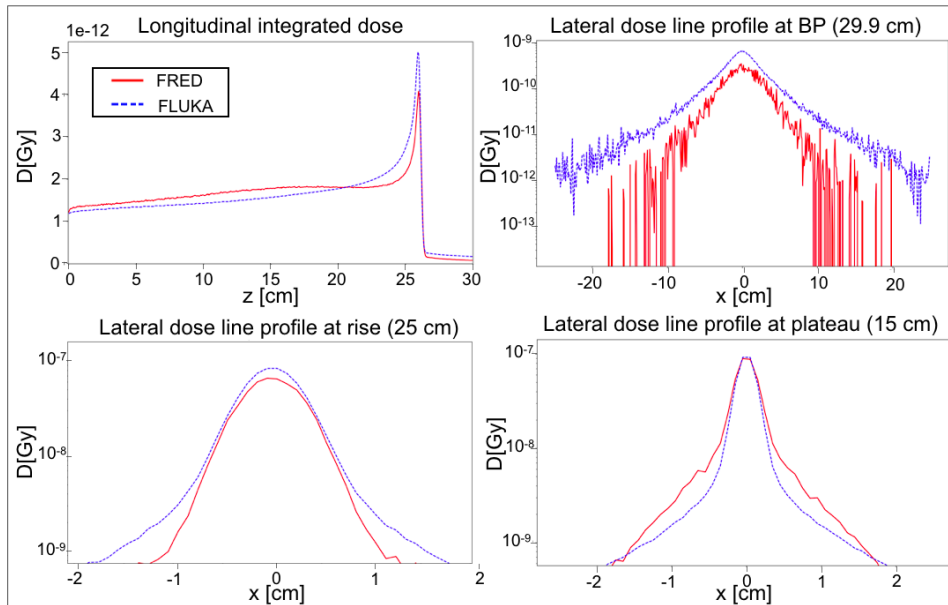 Longitudinal integrated dose
1e-12
5
4
3
2
1
0
D[Gy]
FRED
FLUKA
0 5 10 15 20 25 30
z [cm]
Lateral dose line profile at BP (29.9 cm)
10-9
10-10
10-11
10-12
10-13
D[Gy]
-20 -10 0 10 20
x [cm]
Lateral dose line profile at rise (25 cm)
10-7
10-8
10-9
D[Gy]
-2 -1 0 1 2
x [cm]
Lateral dose line profile at plateau (15 cm)
10-7
10-8
10-9
D[Gy]
-2 -1 0 1 2
x [cm]